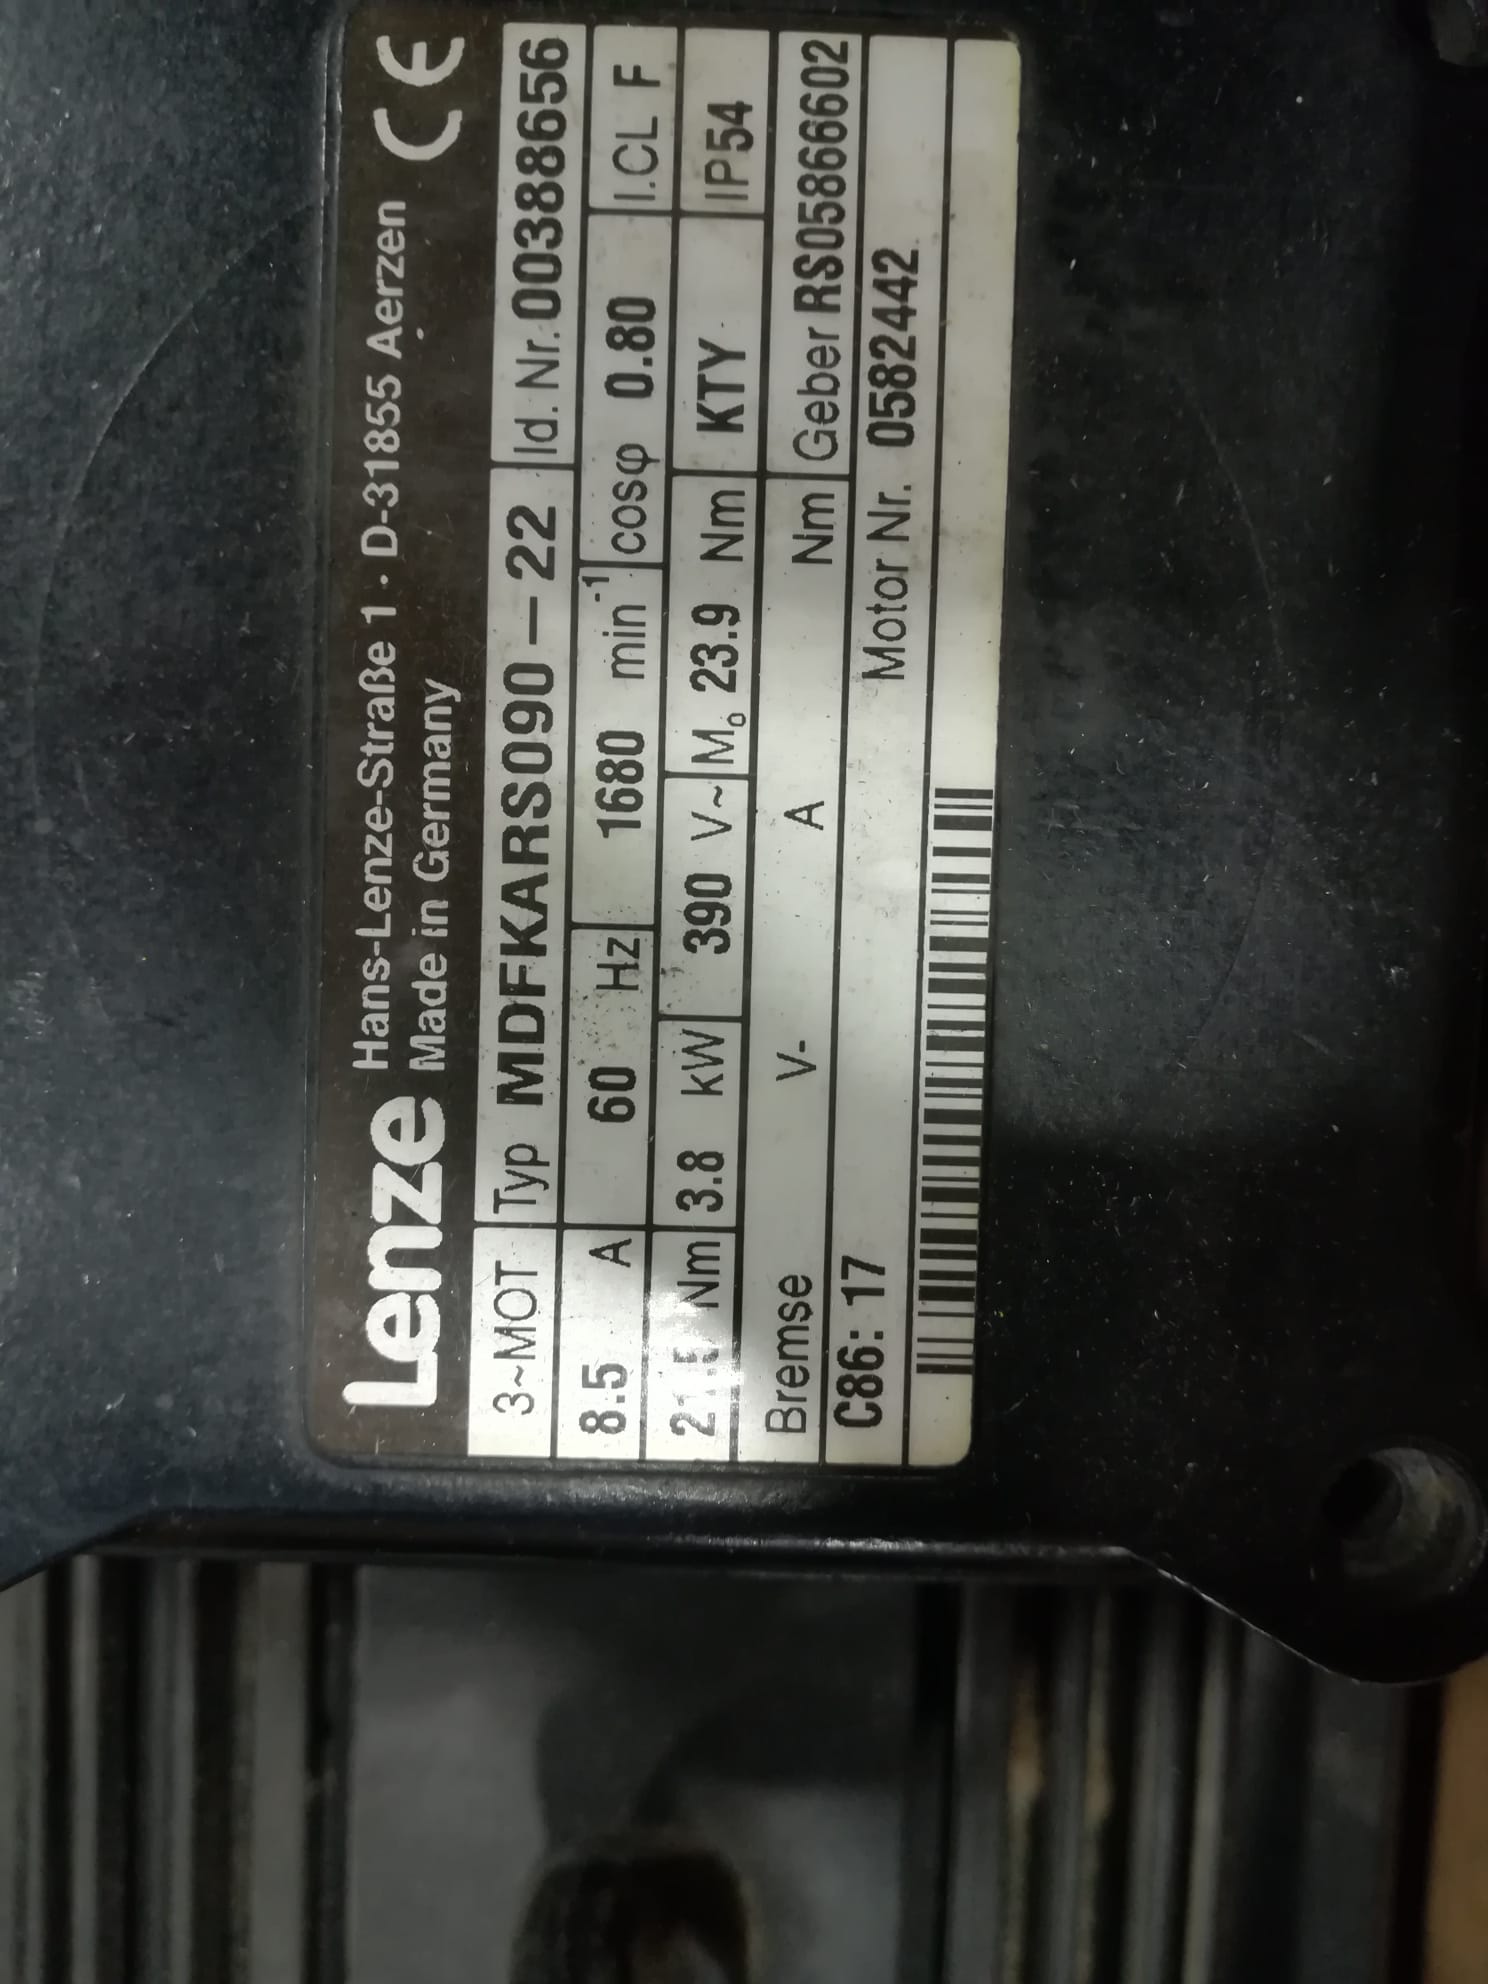 Lenze Hans-Lenze-Straße 1 · D-31855 Aerzen
Made in Germany CE
3~MOT Typ MDFKARS090-22 Id. Nr. 00388656
8.5 A 60 Hz 1680 min⁻¹ cosφ 0.80 I.CL F
Nm 3.8 kW 390 V~ M₀ 23.9 Nm KTY IP54
Bremse V- A Nm Geber RS05866602
C86: 17 Motor Nr. 0582442